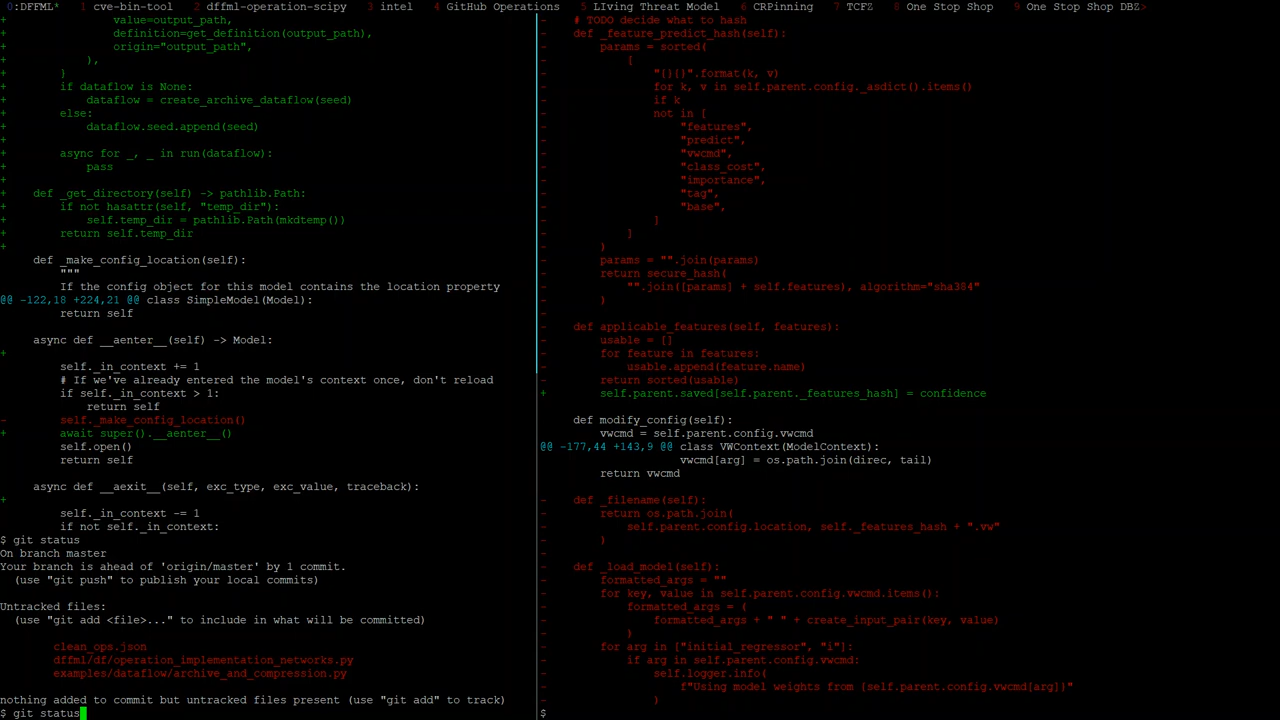 0:DFFML* 1 cve-bin-tool 2 dffml-operation-scipy 3 intel 4 GitHub Operations 5 LIving Threat Model 6 CRPinning 7 TCFZ 8 One Stop Shop 9 One Stop Shop DBZ>
+                value=output_path,
+                definition=get_definition(output_path),
+                origin="output_path",
+            ),
+        }
+        if dataflow is None:
+            dataflow = create_archive_dataflow(seed)
+        else:
+            dataflow.seed.append(seed)
+
+        async for _, _ in run(dataflow):
+            pass
+
+    def _get_directory(self) -> pathlib.Path:
+        if not hasattr(self, "temp_dir"):
+            self.temp_dir = pathlib.Path(mkdtemp())
+        return self.temp_dir
+
     def _make_config_location(self):
         """
         If the config object for this model contains the location property
@@ -122,18 +224,21 @@ class SimpleModel(Model):
         return self

     async def __aenter__(self) -> Model:
+
         self._in_context += 1
         # If we've already entered the model's context once, don't reload
         if self._in_context > 1:
             return self
-        self._make_config_location()
+        await super().__aenter__()
         self.open()
         return self

     async def __aexit__(self, exc_type, exc_value, traceback):
+
         self._in_context -= 1
         if not self._in_context:
$ git status
On branch master
Your branch is ahead of 'origin/master' by 1 commit.
  (use "git push" to publish your local commits)

Untracked files:
  (use "git add <file>..." to include in what will be committed)

        clean_ops.json
        dffml/df/operation_implementation_networks.py
        examples/dataflow/archive_and_compression.py

nothing added to commit but untracked files present (use "git add" to track)
$ git status
-    # TODO decide what to hash
-    def _feature_predict_hash(self):
-        params = sorted(
-            [
-                "{}{}".format(k, v)
-                for k, v in self.parent.config._asdict().items()
-                if k
-                not in [
-                    "features",
-                    "predict",
-                    "vwcmd",
-                    "class_cost",
-                    "importance",
-                    "tag",
-                    "base",
-                ]
-            ]
-        )
-        params = "".join(params)
-        return secure_hash(
-            "".join([params] + self.features), algorithm="sha384"
-        )
-
-    def applicable_features(self, features):
-        usable = []
-        for feature in features:
-            usable.append(feature.name)
-        return sorted(usable)
+        self.parent.saved[self.parent._features_hash] = confidence

     def modify_config(self):
         vwcmd = self.parent.config.vwcmd
@@ -177,44 +143,9 @@ class VWContext(ModelContext):
                     vwcmd[arg] = os.path.join(direc, tail)
         return vwcmd

-    def _filename(self):
-        return os.path.join(
-            self.parent.config.location, self._features_hash + ".vw"
-        )
-
-    def _load_model(self):
-        formatted_args = ""
-        for key, value in self.parent.config.vwcmd.items():
-            formatted_args = (
-                formatted_args + " " + create_input_pair(key, value)
-            )
-        for arg in ["initial_regressor", "i"]:
-            if arg in self.parent.config.vwcmd:
-                self.logger.info(
-                    f"Using model weights from {self.parent.config.vwcmd[arg]}"
-                )
$